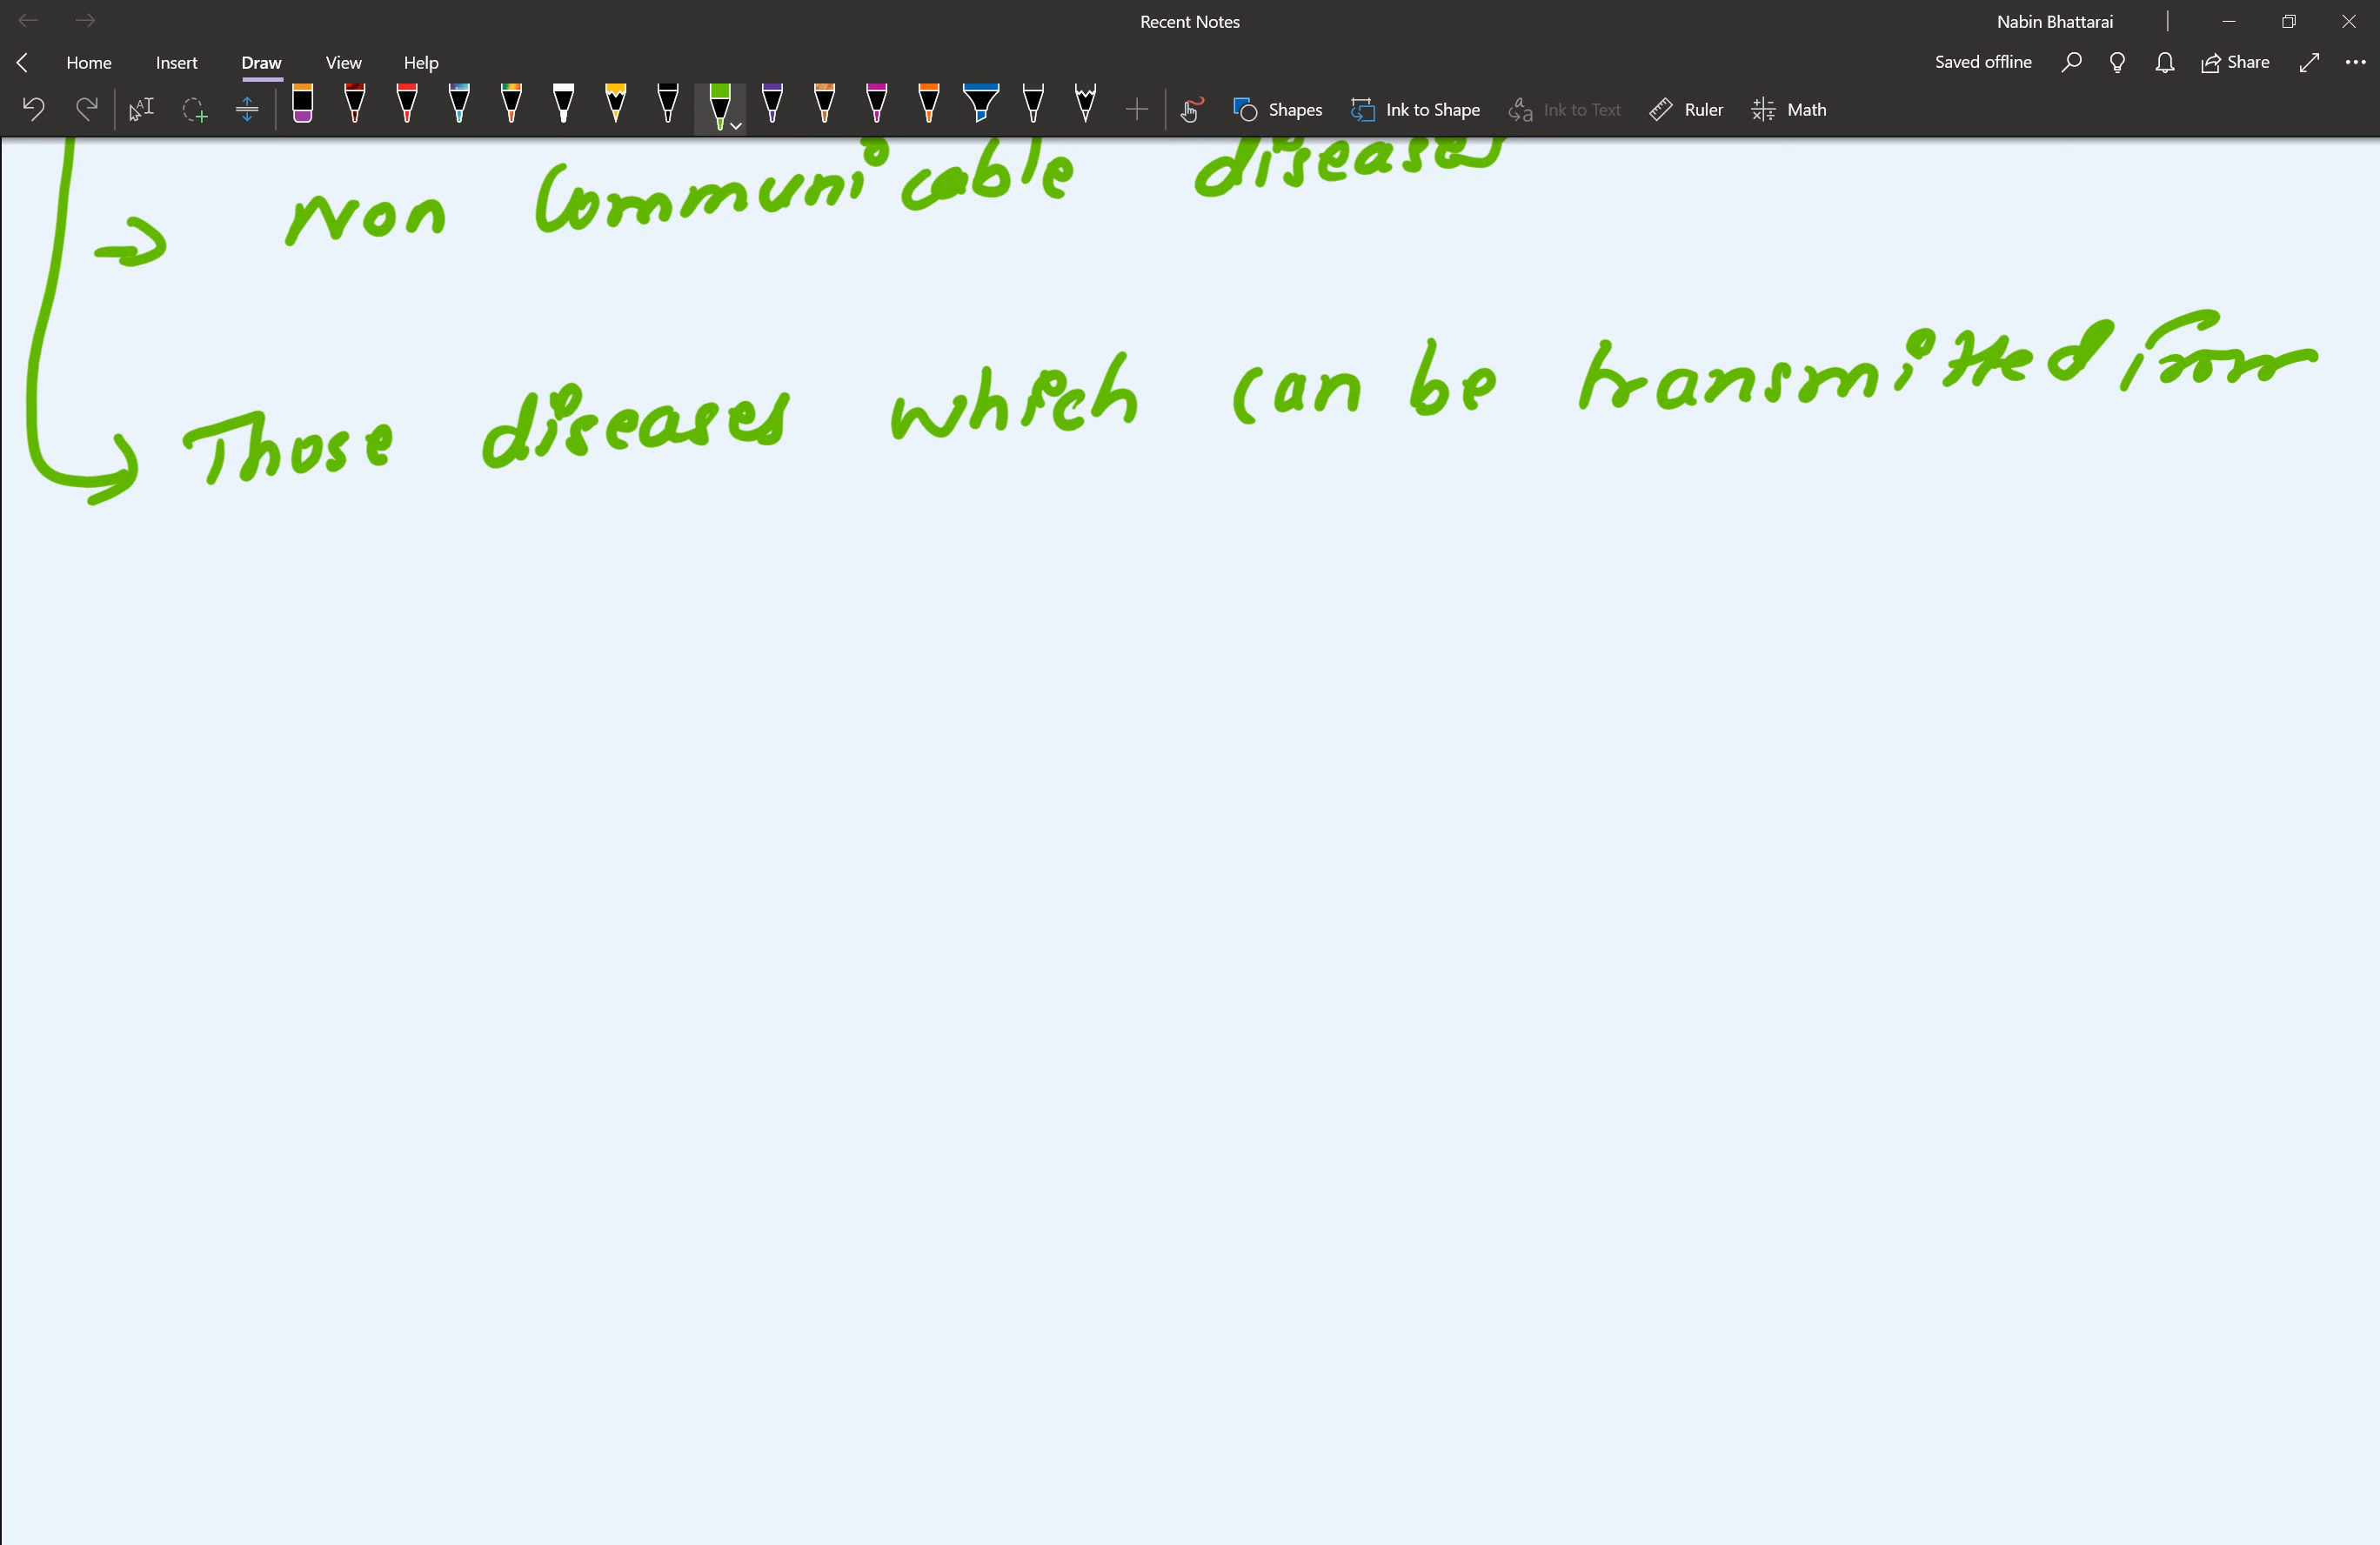 Recent Notes
Nabin Bhattarai
Home Insert Draw View Help
Saved offline
Share
Shapes Ink to Shape Ink to Text Ruler Math
Non Communicable diseases
Those diseases which can be transmitted from